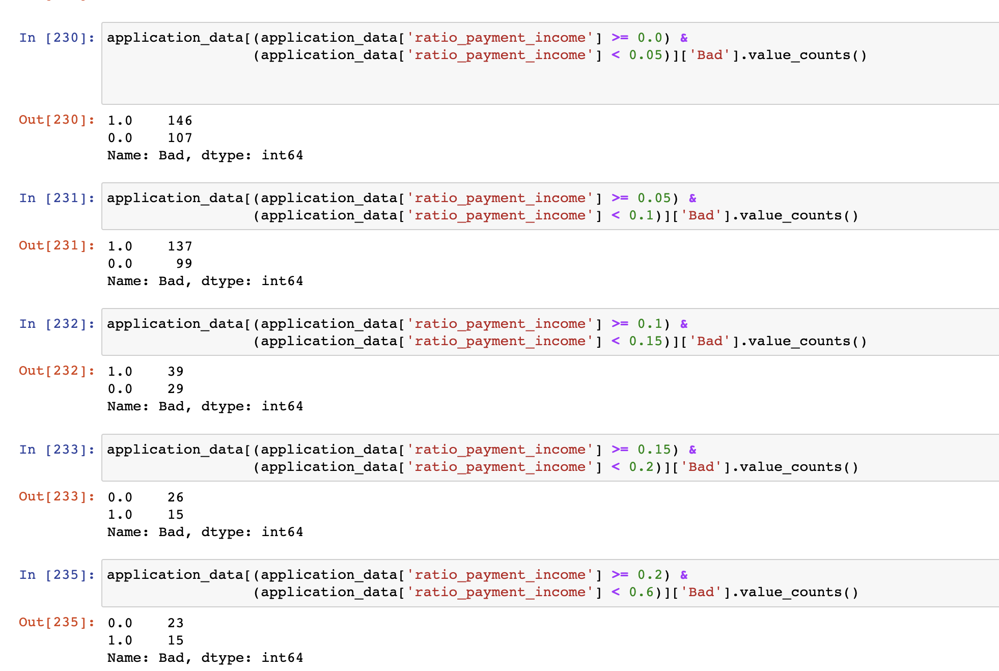 In [230]: application_data[(application_data['ratio_payment_income'] >= 0.0) &
(application_data['ratio_payment_income'] < 0.05)]['Bad'].value_counts()
Out[230]: 1.0    146
0.0    107
Name: Bad, dtype: int64
In [231]: application_data[(application_data['ratio_payment_income'] >= 0.05) &
(application_data['ratio_payment_income'] < 0.1)]['Bad'].value_counts()
Out[231]: 1.0    137
0.0     99
Name: Bad, dtype: int64
In [232]: application_data[(application_data['ratio_payment_income'] >= 0.1) &
(application_data['ratio_payment_income'] < 0.15)]['Bad'].value_counts()
Out[232]: 1.0    39
0.0    29
Name: Bad, dtype: int64
In [233]: application_data[(application_data['ratio_payment_income'] >= 0.15) &
(application_data['ratio_payment_income'] < 0.2)]['Bad'].value_counts()
Out[233]: 0.0    26
1.0    15
Name: Bad, dtype: int64
In [235]: application_data[(application_data['ratio_payment_income'] >= 0.2) &
(application_data['ratio_payment_income'] < 0.6)]['Bad'].value_counts()
Out[235]: 0.0    23
1.0    15
Name: Bad, dtype: int64